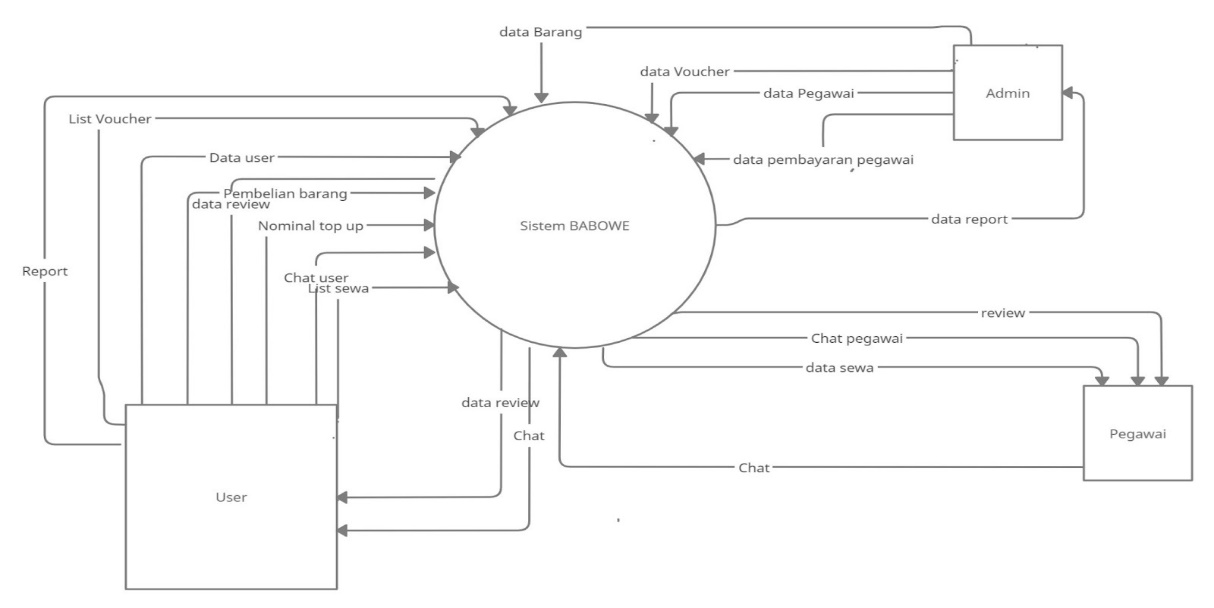 data Barang
data Voucher
data Pegawai
Admin
List Voucher
Data user
data pembayaran pegawai
Pembelian barang
data review
Nominal top up
Sistem BABOWE
data report
Report
Chat user
List sewa
review
Chat pegawai
data sewa
data review
Chat
Pegawai
Chat
User